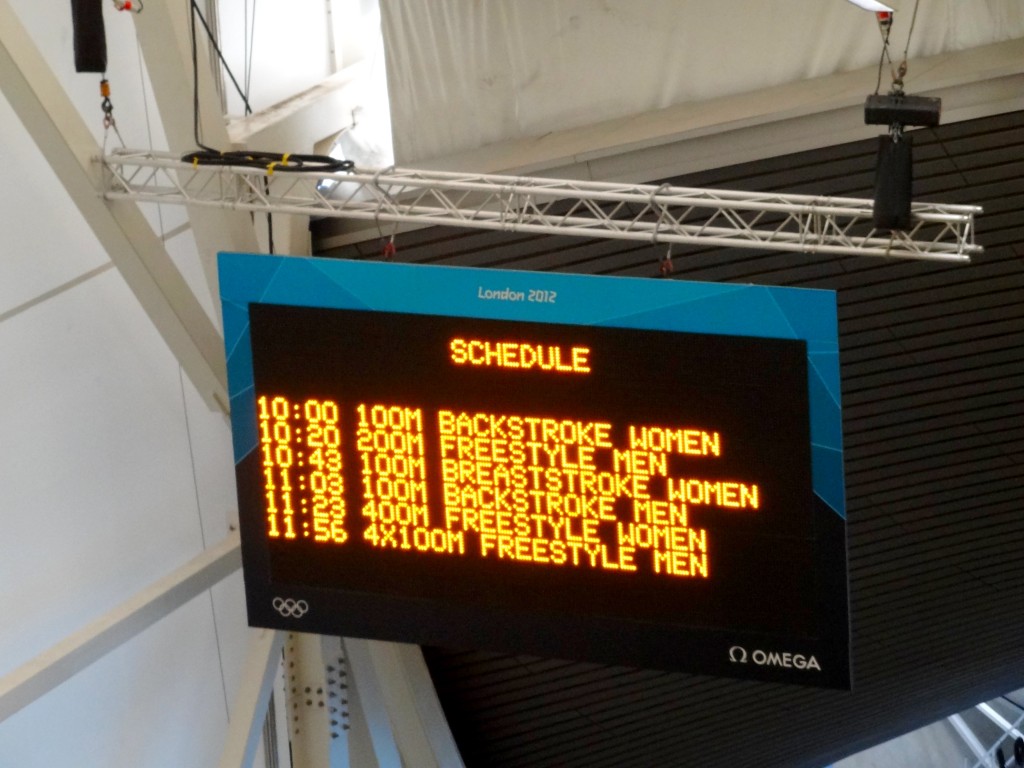 London 2012
SCHEDULE
10:00 100M BACKSTROKE WOMEN
10:20 200M FREESTYLE MEN
10:43 100M BREASTSTROKE WOMEN
11:03 100M BACKSTROKE MEN
11:23 400M FREESTYLE WOMEN
11:56 4X100M FREESTYLE MEN
Ω OMEGA